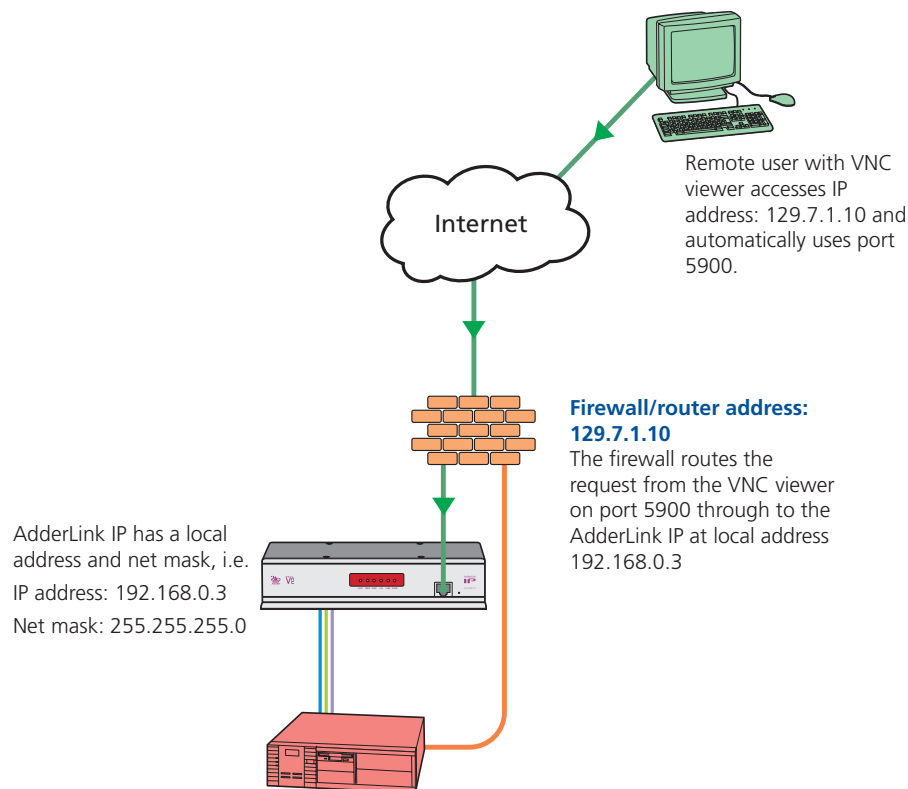 Internet
Remote user with VNC
viewer accesses IP
address: 129.7.1.10 and
automatically uses port
5900.
Firewall/router address:
129.7.1.10
The firewall routes the
request from the VNC viewer
on port 5900 through to the
AdderLink IP at local address
192.168.0.3
AdderLink IP has a local
address and net mask, i.e.
IP address: 192.168.0.3
Net mask: 255.255.255.0
IP